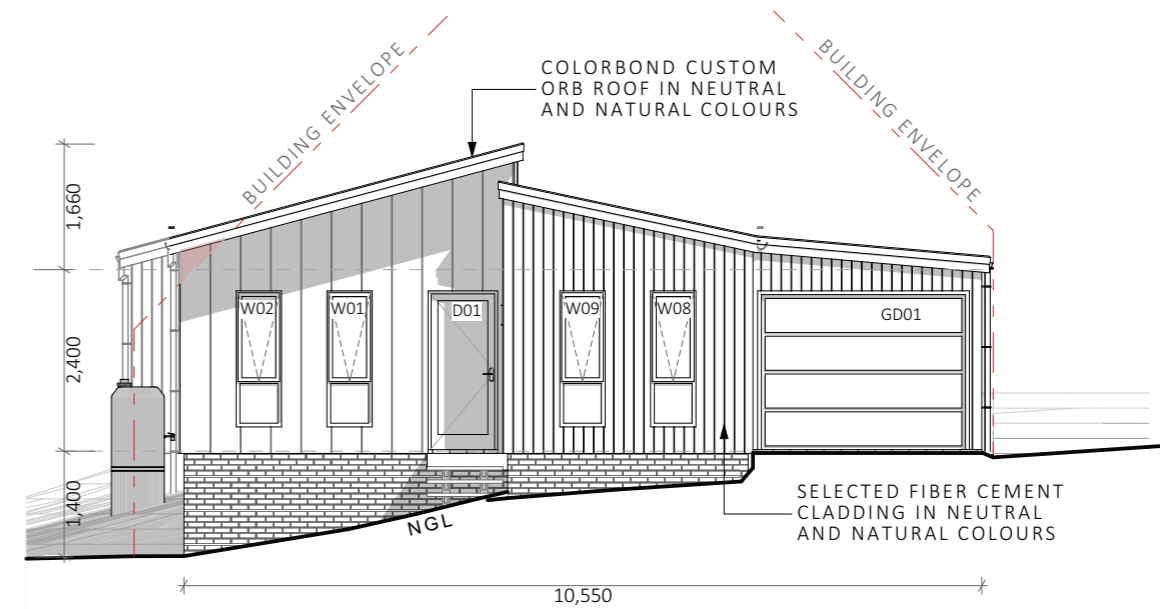 BUILDING ENVELOPE
BUILDING ENVELOPE
COLORBOND CUSTOM
ORB ROOF IN NEUTRAL
AND NATURAL COLOURS
1,660
2,400
1,400
W02
W01
D01
W09
W08
GD01
NGL
SELECTED FIBER CEMENT
CLADDING IN NEUTRAL
AND NATURAL COLOURS
10,550